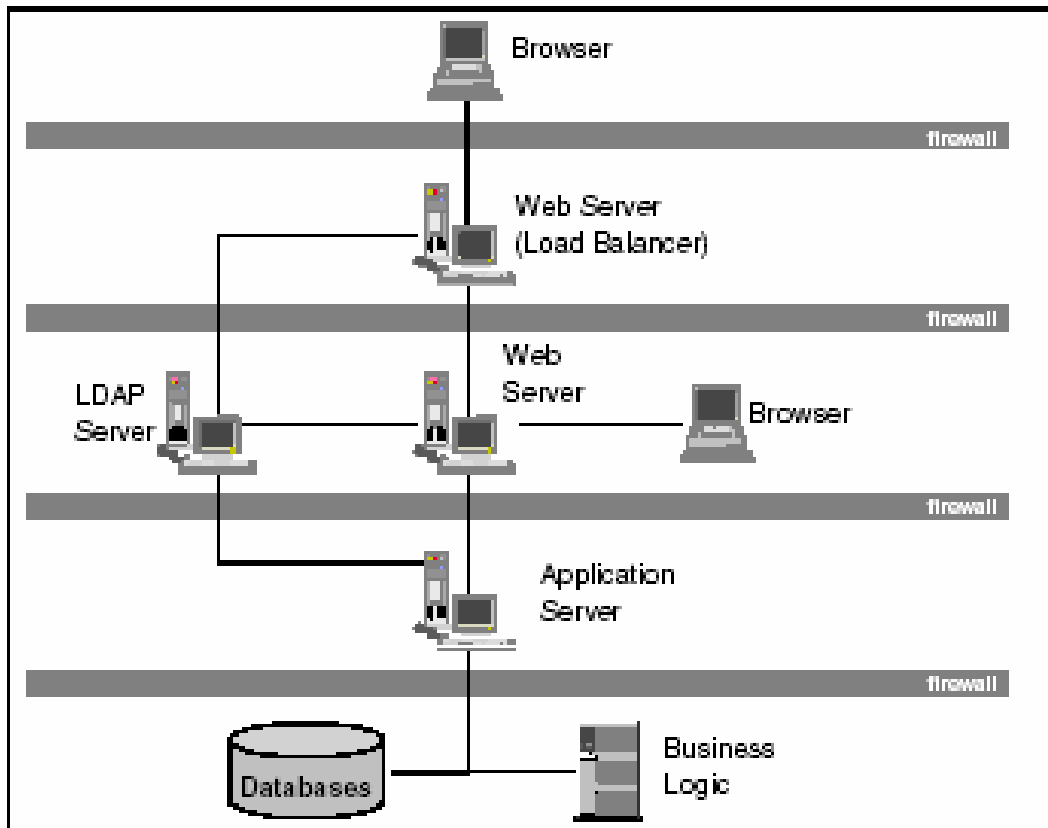 Browser
firewall
Web Server
(Load Balancer)
firewall
Web
Server
LDAP
Server
Browser
firewall
Application
Server
firewall
Databases
Business
Logic